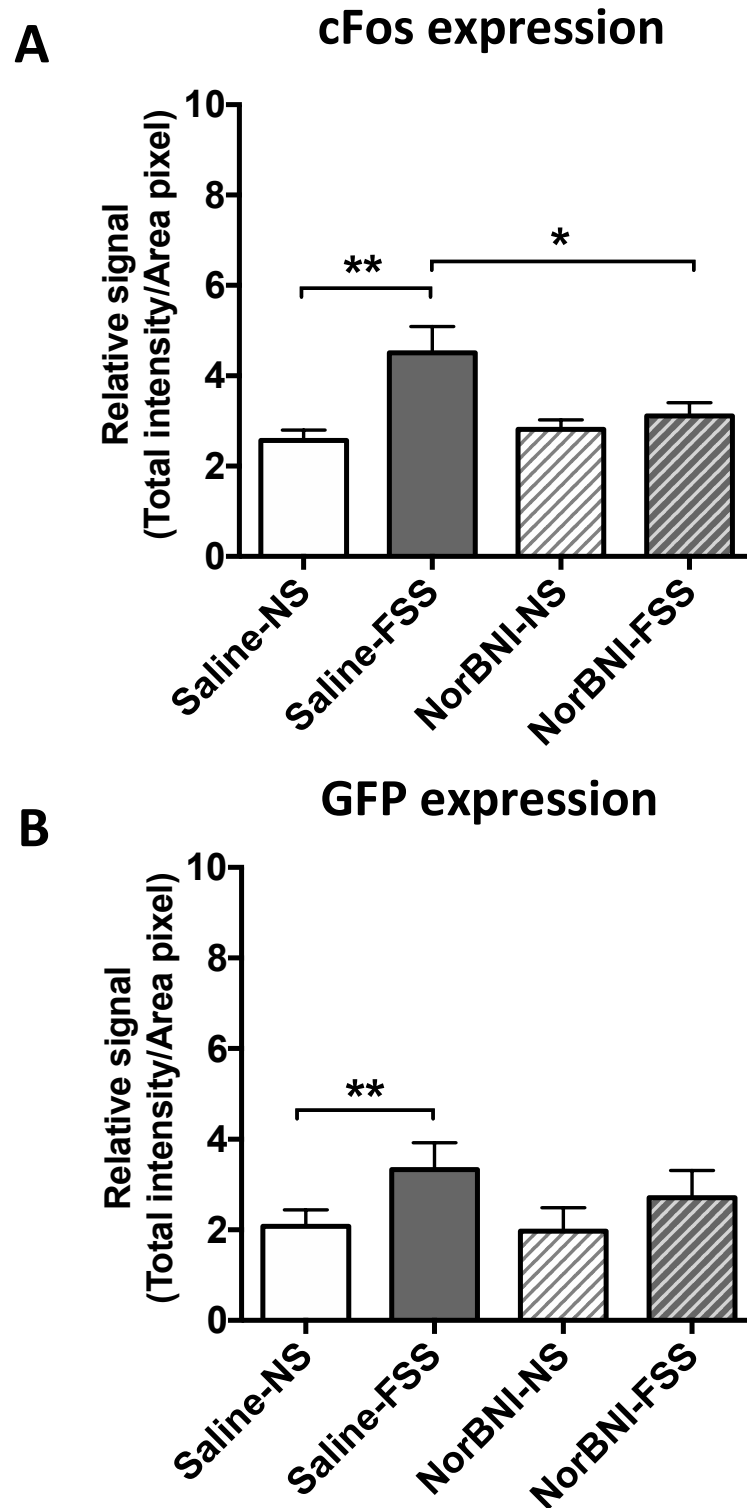 A
cFos expression
Relative signal
(Total intensity/Area pixel)
10
8
6
4
2
0
**
*
Saline-NS
Saline-FSS
NorBNI-NS
NorBNI-FSS
B
GFP expression
Relative signal
(Total intensity/Area pixel)
10
8
6
4
2
0
**
Saline-NS
Saline-FSS
NorBNI-NS
NorBNI-FSS